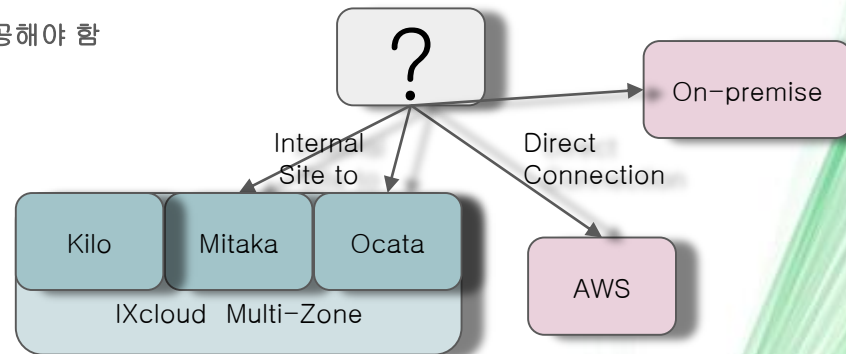 공해야 함
?
On-premise
Internal
Site to
Direct
Connection
Kilo
Mitaka
Ocata
AWS
IXcloud Multi-Zone